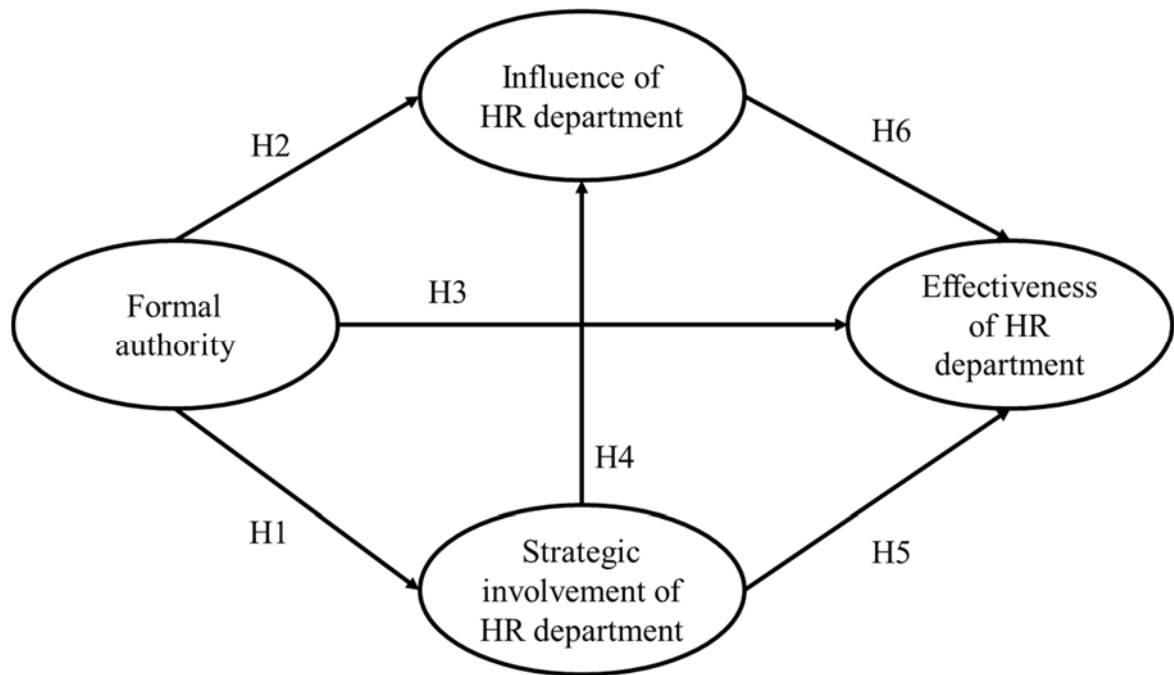 Influence of
HR department
H2
H6
Formal
authority
H3
Effectiveness
of HR
department
H4
H1
H5
Strategic
involvement of
HR department